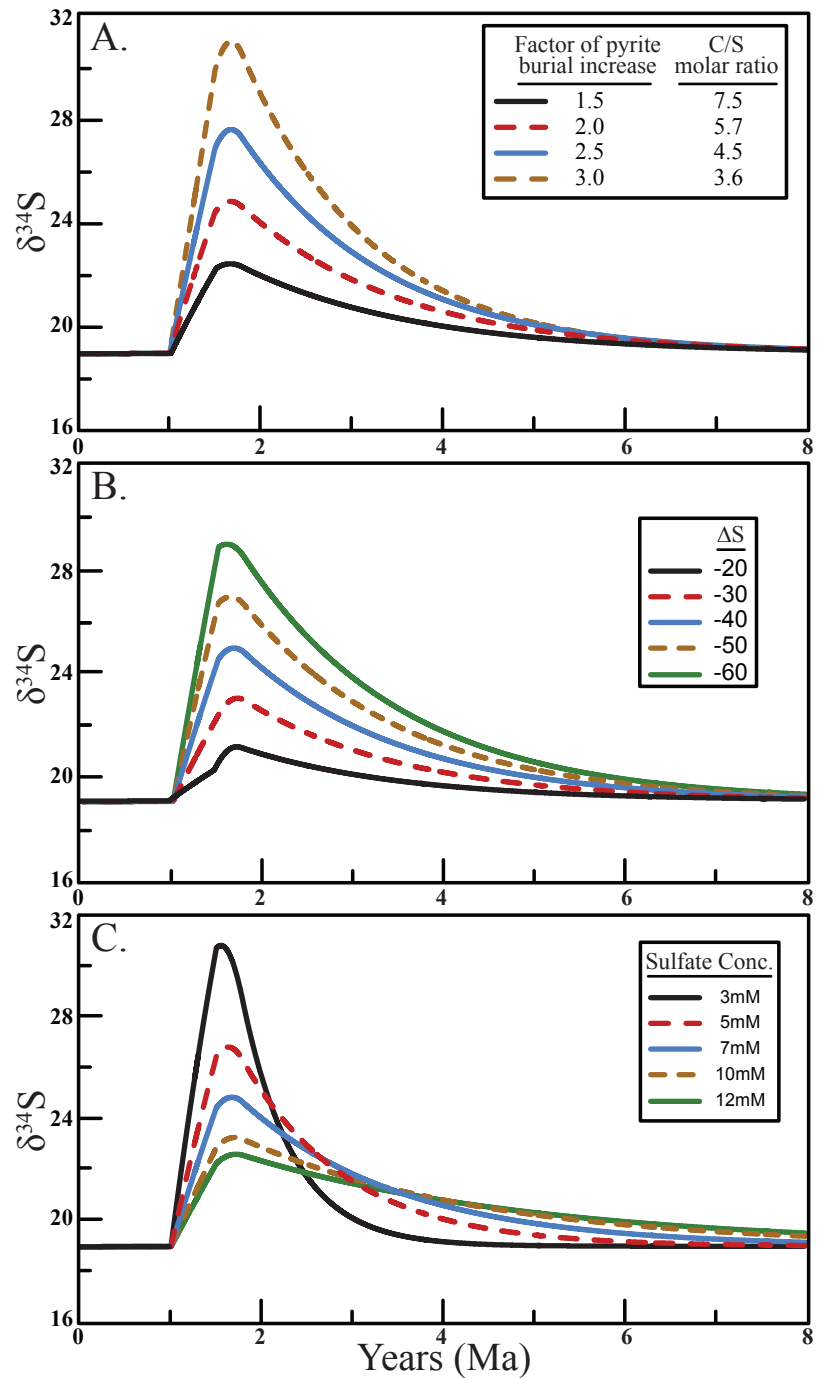 A.
Factor of pyrite burial increase C/S molar ratio
1.5 7.5
2.0 5.7
2.5 4.5
3.0 3.6
32
28
24
20
16
δ34S
0 2 4 6 8
B.
ΔS
-20
-30
-40
-50
-60
32
28
24
20
16
δ34S
0 2 4 6 8
C.
Sulfate Conc.
3mM
5mM
7mM
10mM
12mM
32
28
24
20
16
δ34S
0 2 4 6 8
Years (Ma)